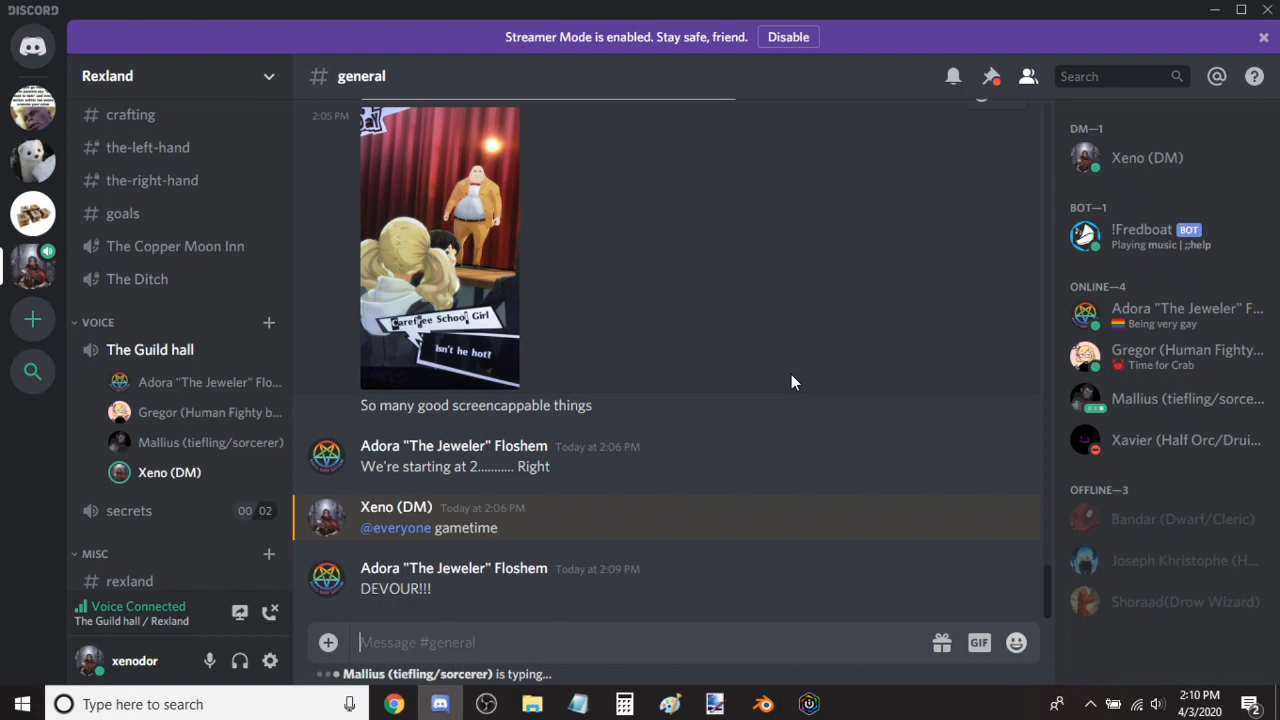 DISCORD
Streamer Mode is enabled. Stay safe, friend. Disable
Rexland
general
Search
crafting
the-left-hand
the-right-hand
goals
The Copper Moon Inn
The Ditch
VOICE
The Guild hall
Adora "The Jeweler" Flo...
Gregor (Human Fighty b...
Mallius (tiefling/sorcerer)
Xeno (DM)
secrets 00 02
MISC
rexland
Voice Connected
The Guild hall / Rexland
xenodor
2:05 PM
Carefree School Girl
Isn't he hot?
So many good screencappable things
Adora "The Jeweler" Floshem Today at 2:06 PM
We're starting at 2.......... Right
Xeno (DM) Today at 2:06 PM
@everyone gametime
Adora "The Jeweler" Floshem Today at 2:09 PM
DEVOUR!!!
Message #general
GIF
Mallius (tiefling/sorcerer) is typing...
DM—1
Xeno (DM)
BOT—1
!Fredboat BOT
Playing music | ;;help
ONLINE—4
Adora "The Jeweler" F...
Being very gay
Gregor (Human Fighty...
Time for Crab
Mallius (tiefling/sorce...
Xavier (Half Orc/Drui...
OFFLINE—3
Bandar (Dwarf/Cleric)
Joseph Khristophe (H...
Shoraad(Drow Wizard)
Type here to search
2:10 PM
4/3/2020
2